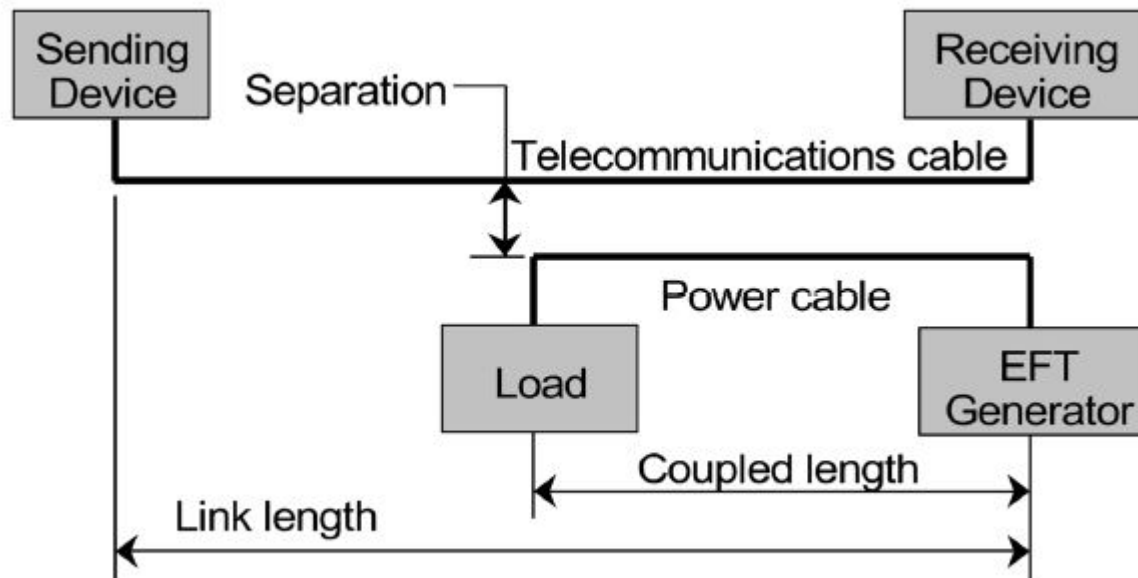 Sending
Device
Receiving
Device
Separation
Telecommunications cable
Power cable
Load
EFT
Generator
Coupled length
Link length